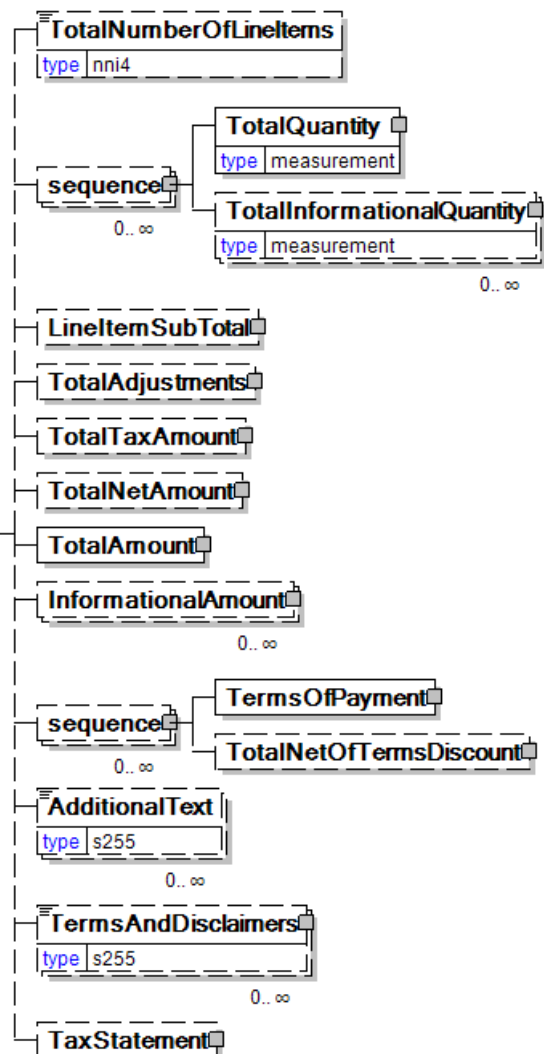 TotalNumberOfLineItems
type nni4
TotalQuantity
type measurement
sequence
0.. ∞
TotalInformationalQuantity
type measurement
0.. ∞
LineItemSubTotal
TotalAdjustments
TotalTaxAmount
TotalNetAmount
TotalAmount
InformationalAmount
0.. ∞
TermsOfPayment
sequence
0.. ∞
TotalNetOfTermsDiscount
AdditionalText
type s255
0.. ∞
TermsAndDisclaimers
type s255
0.. ∞
TaxStatement